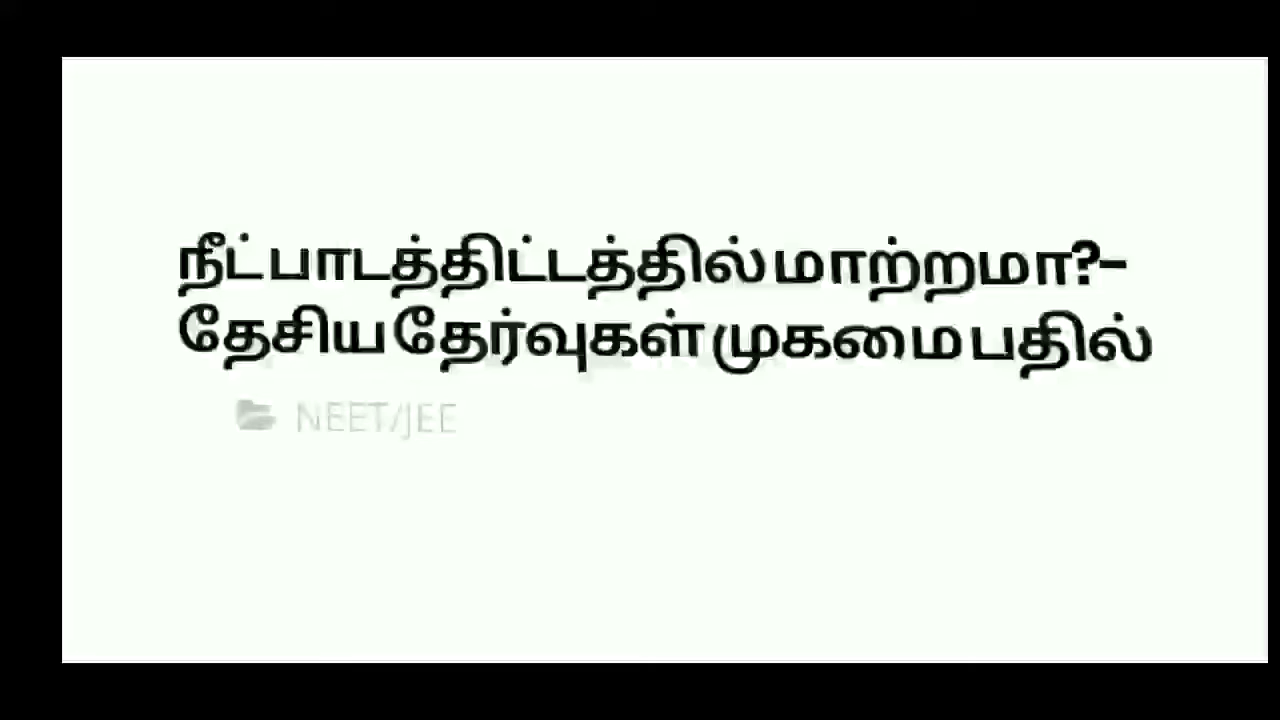 நீட் பாடத்திட்டத்தில் மாற்றமா?-
தேசிய தேர்வுகள் முகமை பதில்
NEET/JEE